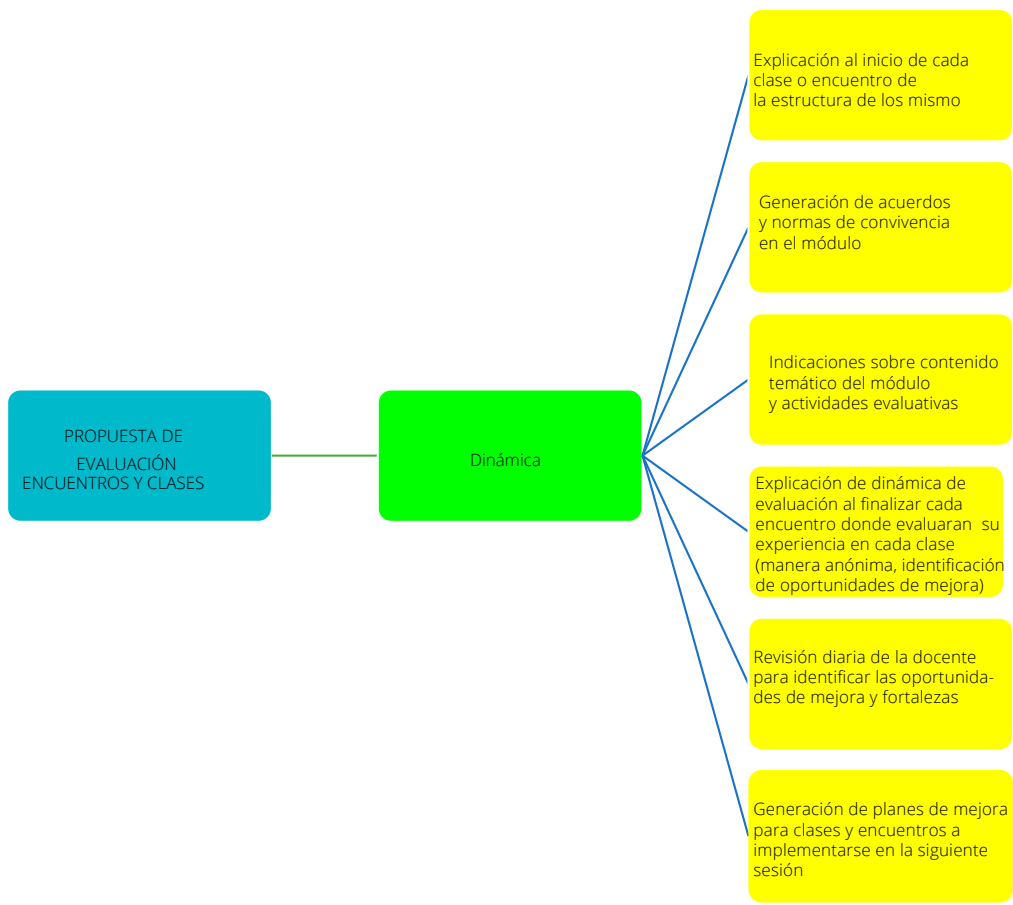 PROPUESTA DE
EVALUACIÓN
ENCUENTROS Y CLASES
Dinámica
Explicación al inicio de cada
clase o encuentro de
la estructura de los mismo
Generación de acuerdos
y normas de convivencia
en el módulo
Indicaciones sobre contenido
temático del módulo
y actividades evaluativas
Explicación de dinámica de
evaluación al finalizar cada
encuentro donde evaluaran su
experiencia en cada clase
(manera anónima, identificación
de oportunidades de mejora)
Revisión diaria de la docente
para identificar las oportunida-
des de mejora y fortalezas
Generación de planes de mejora
para clases y encuentros a
implementarse en la siguiente
sesión